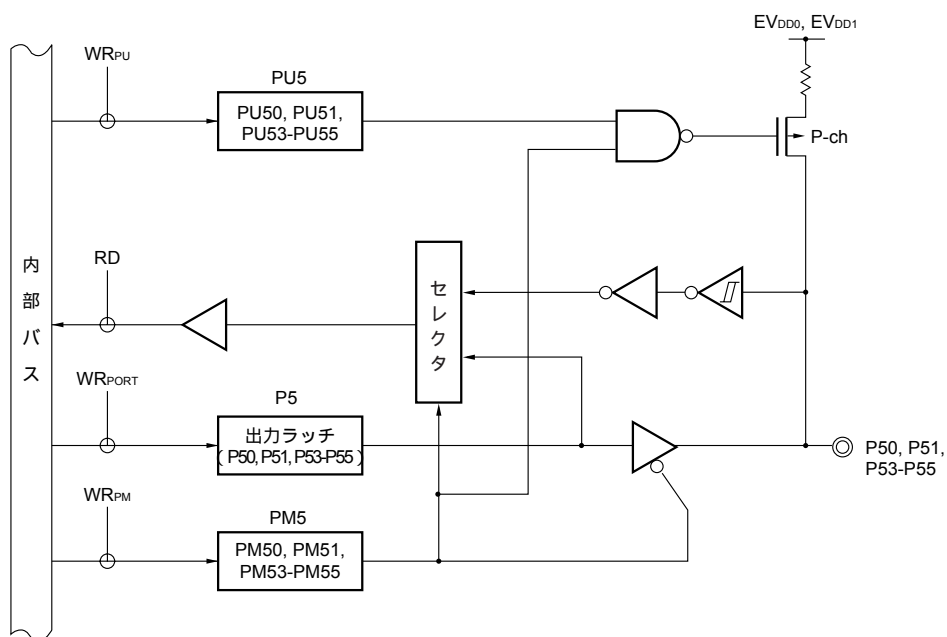 EVDD0, EVDD1
WRPU
PU5
PU50, PU51,
PU53-PU55
P-ch
内部バス
RD
セレクタ
WRPORT
P5
出力ラッチ
(P50, P51, P53-P55)
P50, P51,
P53-P55
WRPM
PM5
PM50, PM51,
PM53-PM55